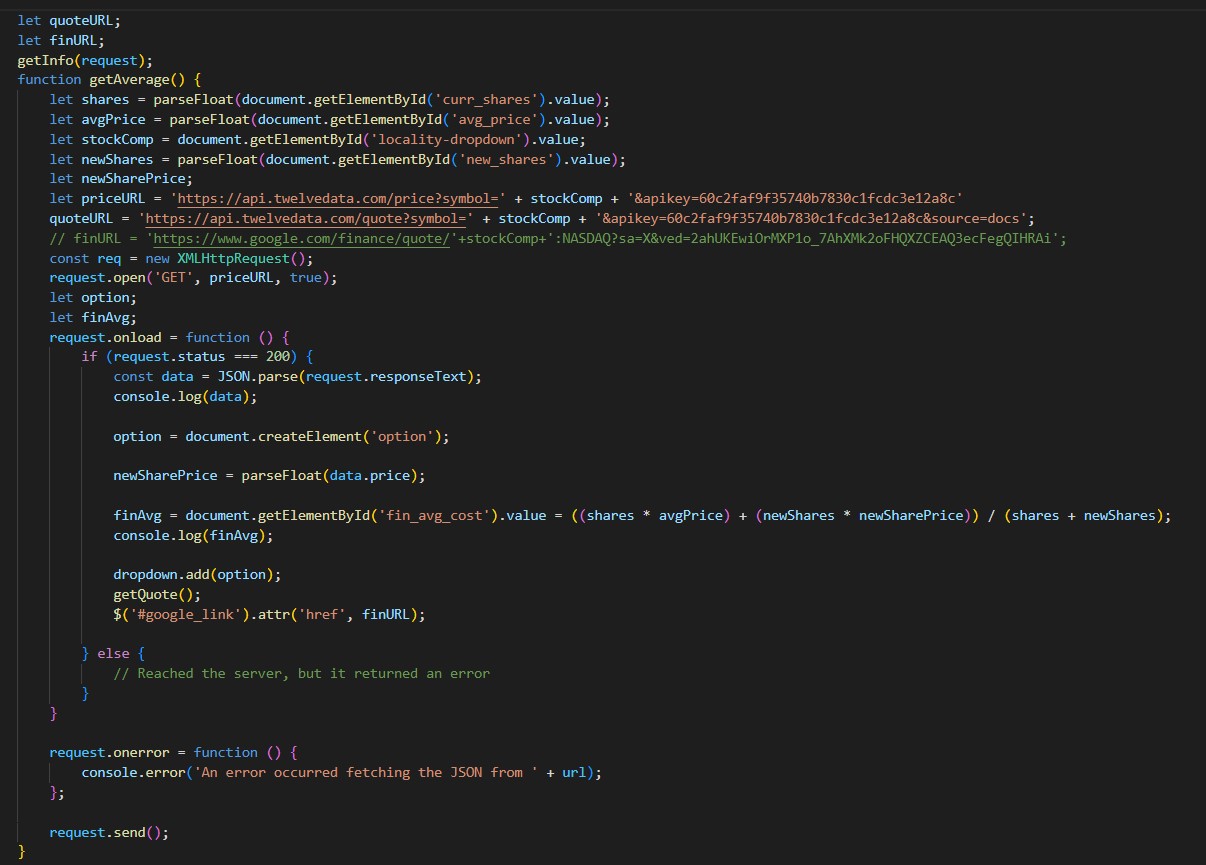 let quoteURL;
let finURL;
getInfo(request);
function getAverage() {
    let shares = parseFloat(document.getElementById('curr_shares').value);
    let avgPrice = parseFloat(document.getElementById('avg_price').value);
    let stockComp = document.getElementById('locality-dropdown').value;
    let newShares = parseFloat(document.getElementById('new_shares').value);
    let newSharePrice;
    let priceURL = 'https://api.twelvedata.com/price?symbol=' + stockComp + '&apikey=60c2faf9f35740b7830c1fcdc3e12a8c'
    quoteURL = 'https://api.twelvedata.com/quote?symbol=' + stockComp + '&apikey=60c2faf9f35740b7830c1fcdc3e12a8c&source=docs';
    // finURL = 'https://www.google.com/finance/quote/'+stockComp+':NASDAQ?sa=X&ved=2ahUKEwiOrMXP1o_7AhXMk2oFHQXZCEAQ3ecFegQIHRAi';
    const req = new XMLHttpRequest();
    request.open('GET', priceURL, true);
    let option;
    let finAvg;
    request.onload = function () {
        if (request.status === 200) {
            const data = JSON.parse(request.responseText);
            console.log(data);
            option = document.createElement('option');
            newSharePrice = parseFloat(data.price);
            finAvg = document.getElementById('fin_avg_cost').value = ((shares * avgPrice) + (newShares * newSharePrice)) / (shares + newShares);
            console.log(finAvg);
            dropdown.add(option);
            getQuote();
            $('#google_link').attr('href', finURL);
        } else {
            // Reached the server, but it returned an error
        }
    }
    request.onerror = function () {
        console.error('An error occurred fetching the JSON from ' + url);
    };
    request.send();
}